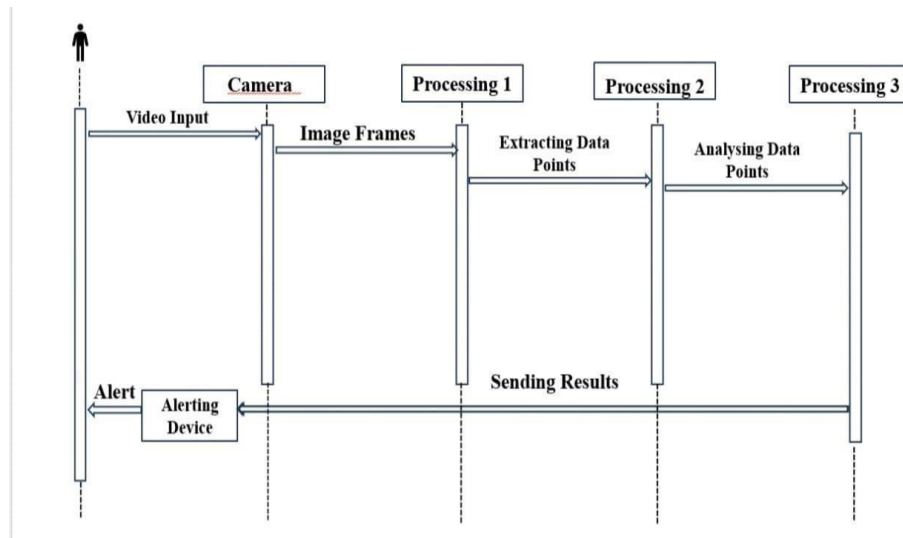 Camera
Processing 1
Processing 2
Processing 3
Video Input
Image Frames
Extracting Data
Points
Analysing Data
Points
Sending Results
Alert
Alerting
Device